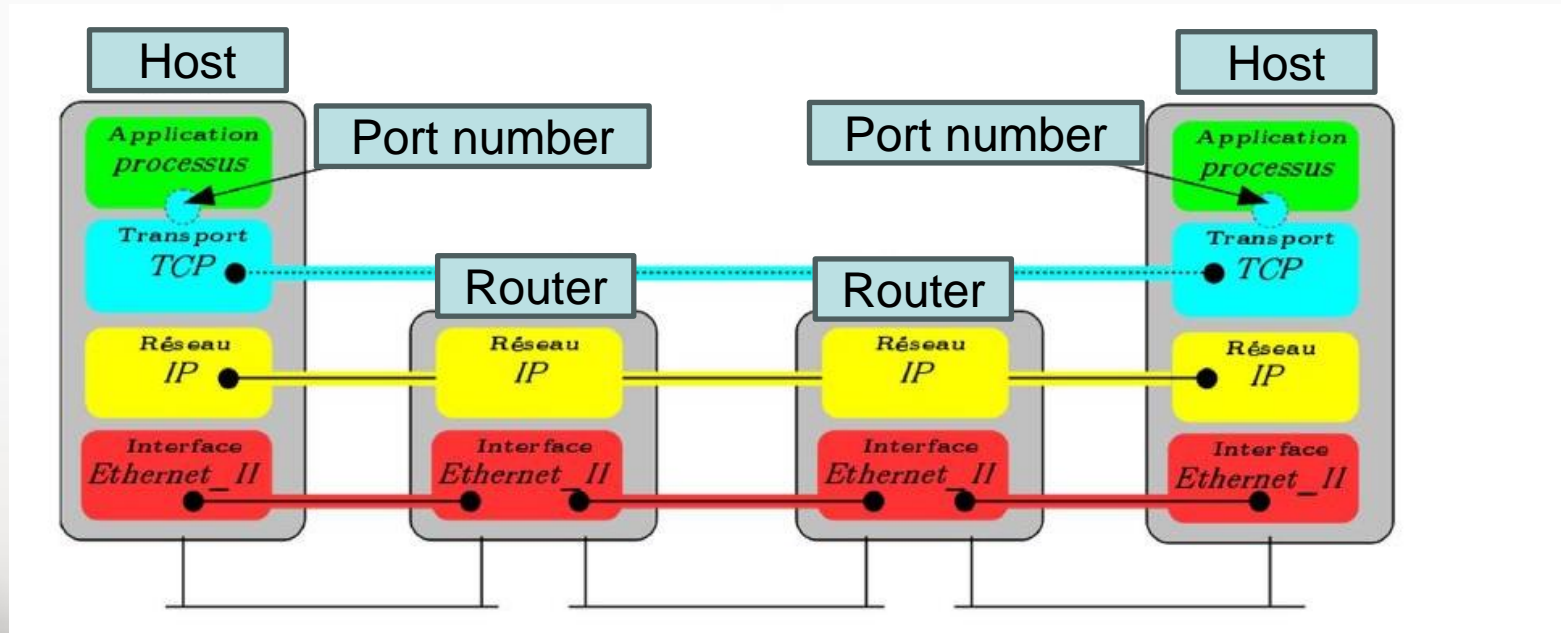 Host
Host
Port number
Port number
Application
processus
Application
processus
Transport
TCP
Transport
TCP
Router
Router
Réseau
IP
Réseau
IP
Réseau
IP
Réseau
IP
Interface
Ethernet_II
Interface
Ethernet_II
Interface
Ethernet_II
Interface
Ethernet_II